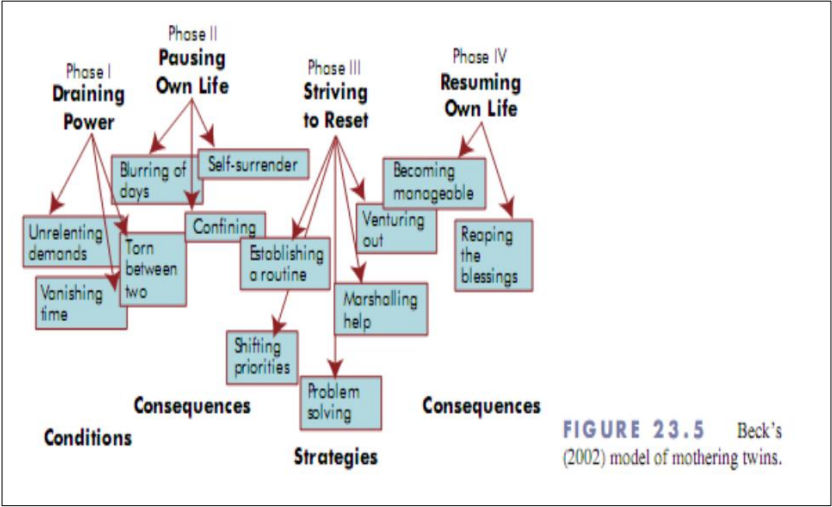 Phase I
Draining
Power
Phase II
Pausing
Own Life
Phase III
Striving
to Reset
Phase IV
Resuming
Own Life
Unrelenting
demands
Vanishing
time
Torn
between
two
Blurring of
days
Self-surrender
Confining
Establishing
a routine
Shifting
priorities
Problem
solving
Marshalling
help
Venturing
out
Becoming
manageable
Reaping
the
blessings
Conditions
Consequences
Strategies
Consequences
FIGURE 23.5 Beck's
(2002) model of mothering twins.